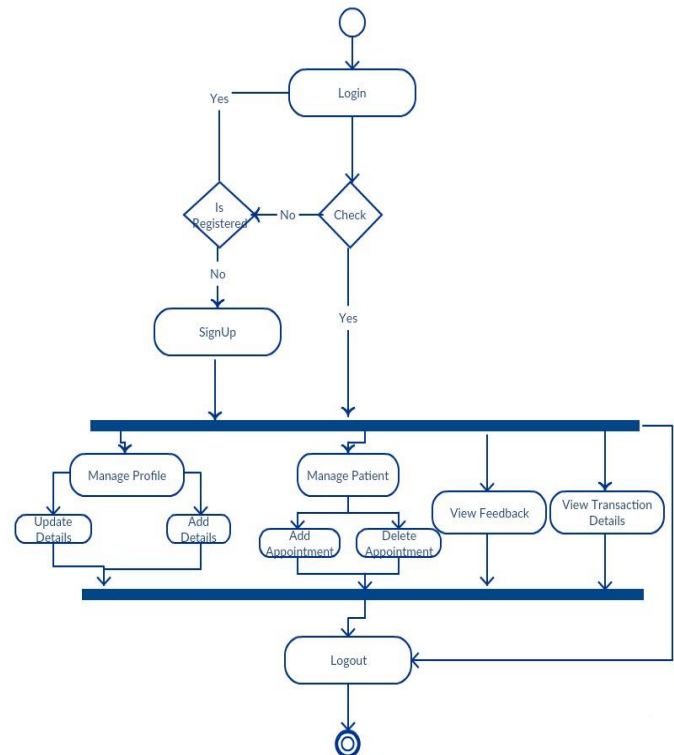 Login
Yes
Is
Registered
No
Check
No
SignUp
Yes
Manage Profile
Manage Patient
View Feedback
View Transaction
Details
Update
Details
Add
Details
Add
Appointment
Delete
Appointment
Logout